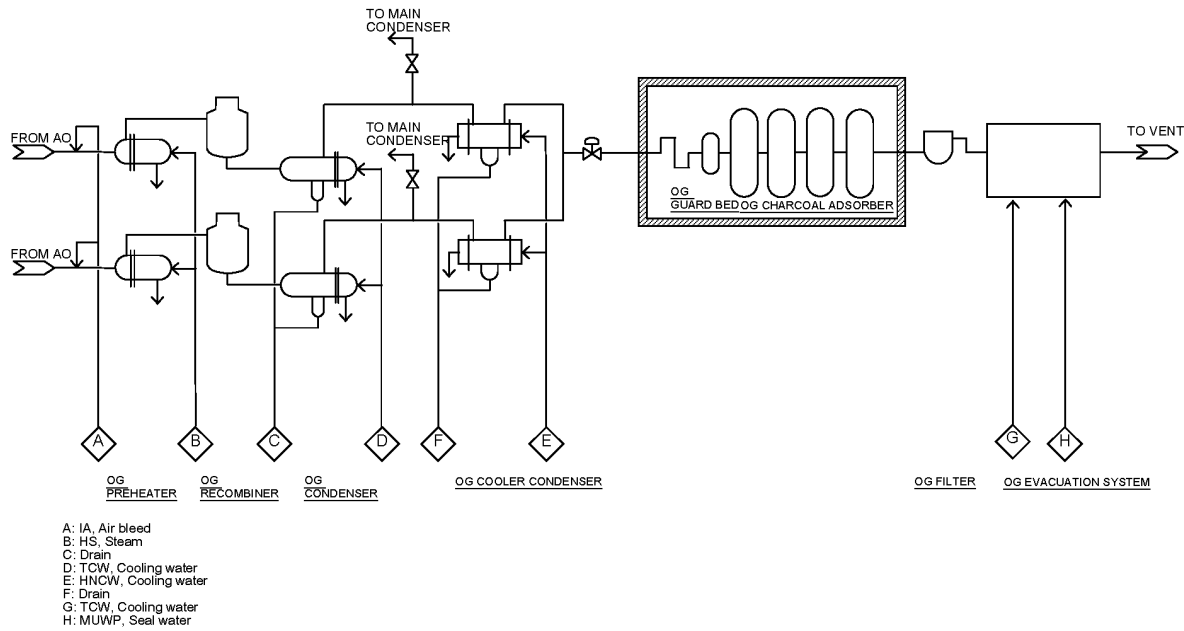 TO MAIN
CONDENSER
FROM AO
TO MAIN
CONDENSER
TO VENT
OG
GUARD BED
OG CHARCOAL ADSORBER
FROM AO
A
B
C
D
F
E
G
H
OG
PREHEATER
OG
RECOMBINER
OG
CONDENSER
OG COOLER CONDENSER
OG FILTER
OG EVACUATION SYSTEM
A: IA, Air bleed
B: HS, Steam
C: Drain
D: TCW, Cooling water
E: HNCW, Cooling water
F: Drain
G: TCW, Cooling water
H: MUWP, Seal water